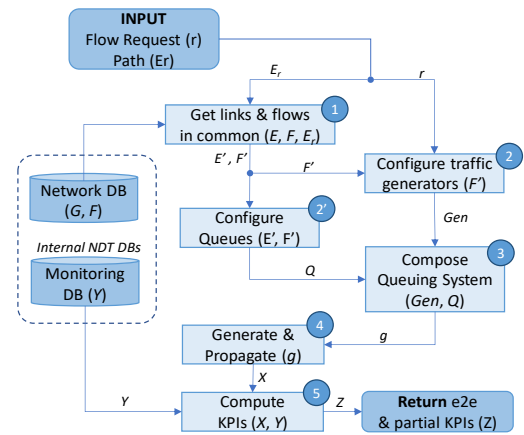 INPUT
Flow Request (r)
Path (Er)
E_r
r
1
Get links & flows
in common (E, F, E_r)
E' , F'
F'
2
Configure traffic
generators (F')
Network DB
(G, F)
2'
Configure
Queues (E', F')
Gen
Internal NDT DBs
Monitoring
DB (Y)
Q
3
Compose
Queuing System
(Gen, Q)
4
Generate &
Propagate (g)
g
X
5
Y
Compute
KPIs (X, Y)
Z
Return e2e
& partial KPIs (Z)